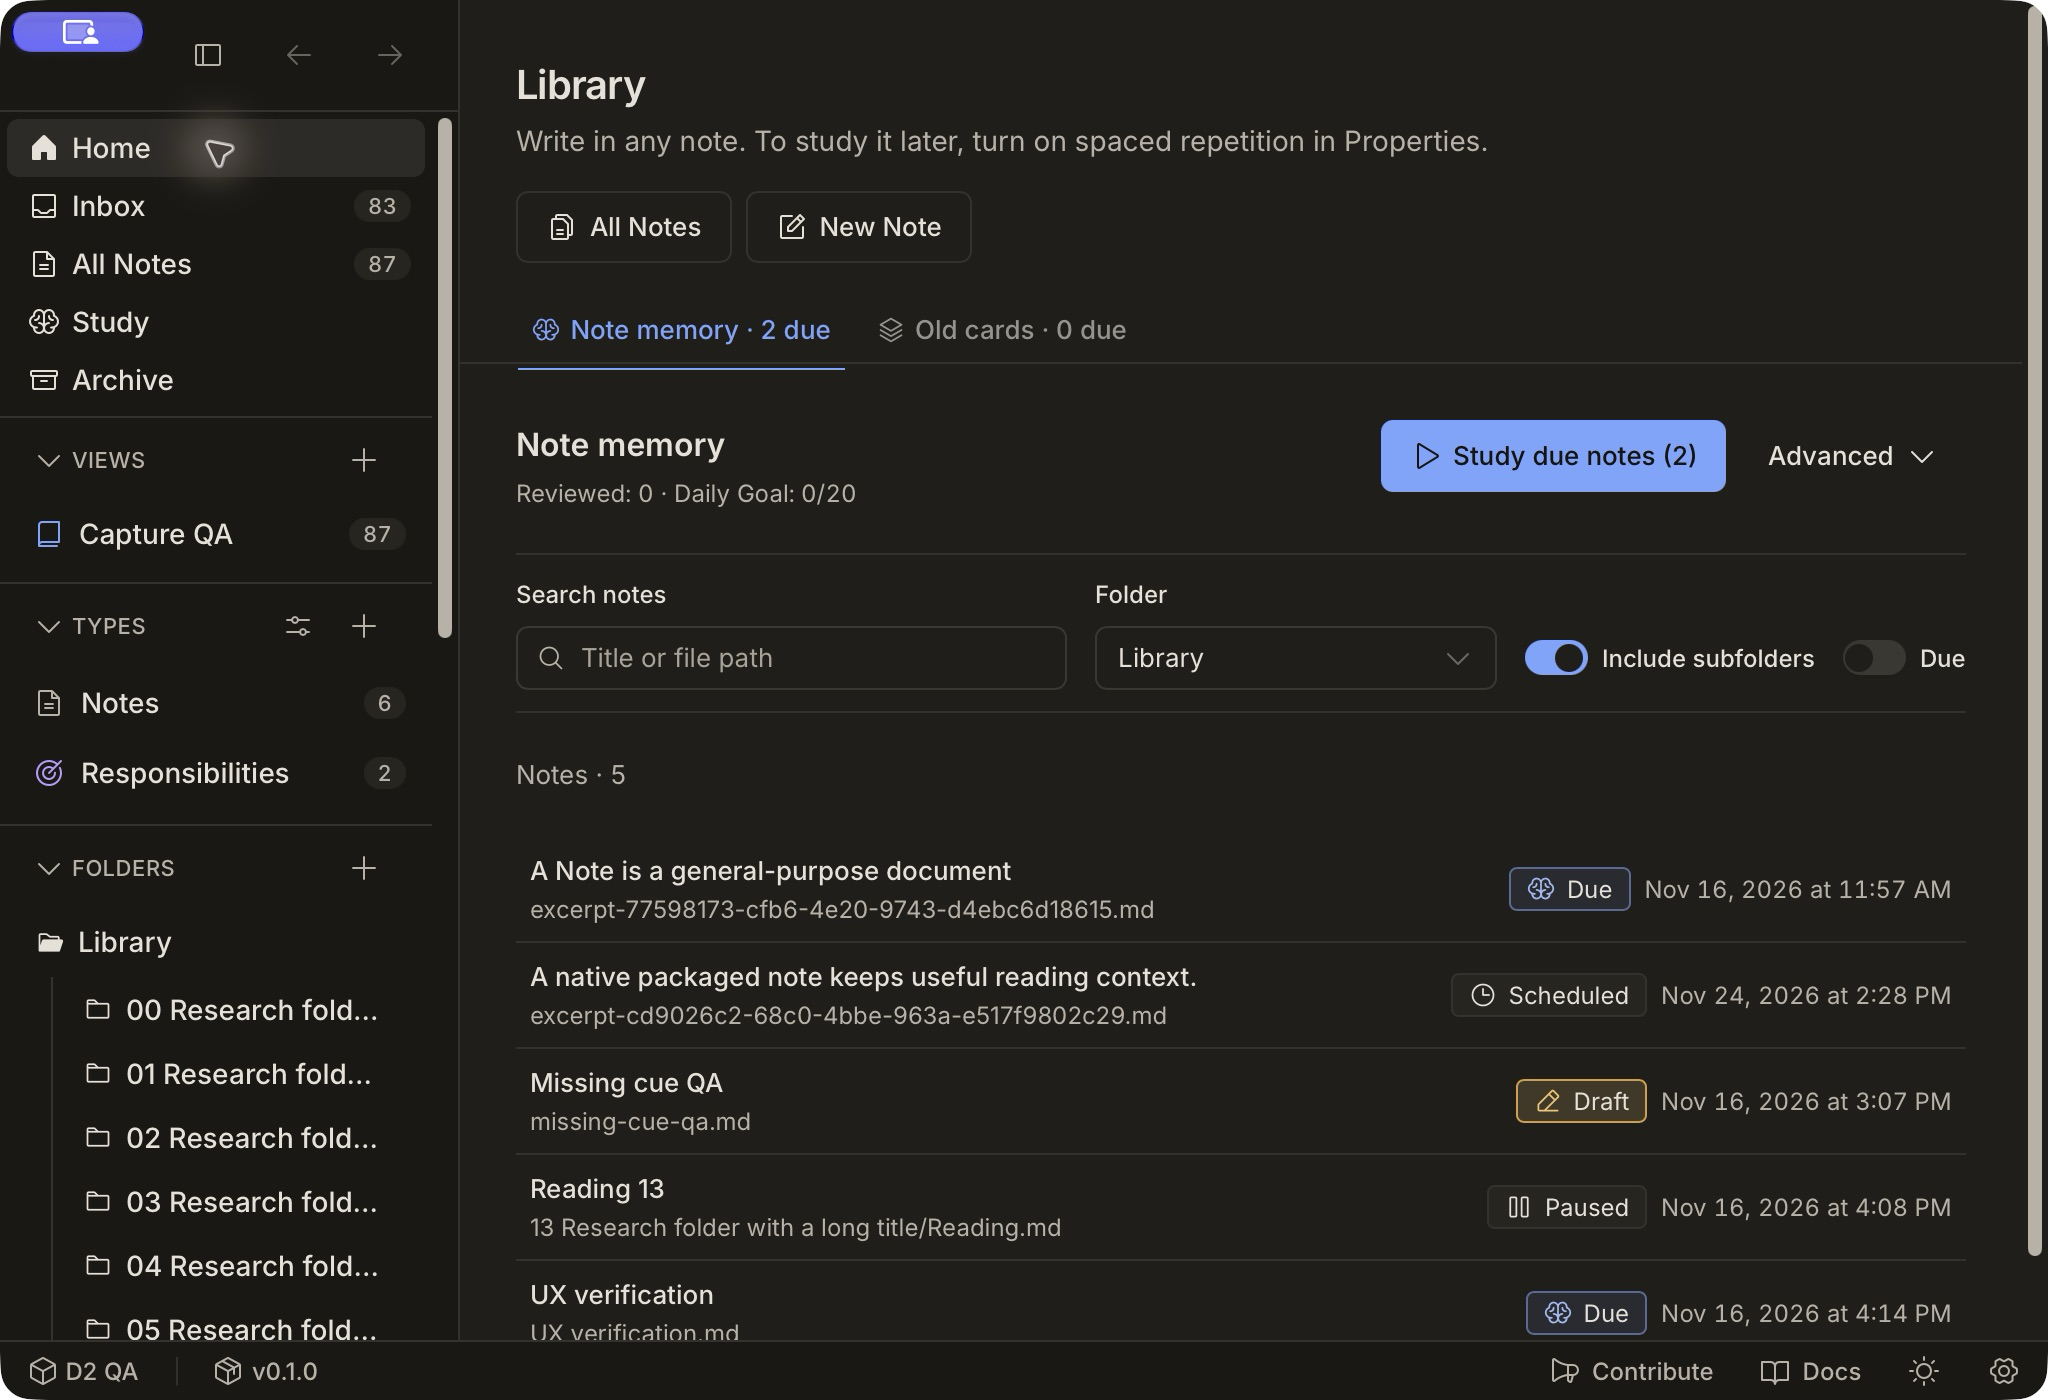 Home
Inbox 83
All Notes 87
Study
Archive
VIEWS
Capture QA 87
TYPES
Notes 6
Responsibilities 2
FOLDERS
Library
00 Research fold...
01 Research fold...
02 Research fold...
03 Research fold...
04 Research fold...
05 Research fold...
Library
Write in any note. To study it later, turn on spaced repetition in Properties.
All Notes
New Note
Note memory · 2 due
Old cards · 0 due
Note memory
Reviewed: 0 · Daily Goal: 0/20
Study due notes (2)
Advanced
Search notes
Title or file path
Folder
Library
Include subfolders
Due
Notes · 5
A Note is a general-purpose document
excerpt-77598173-cfb6-4e20-9743-d4ebc6d18615.md
Due Nov 16, 2026 at 11:57 AM
A native packaged note keeps useful reading context.
excerpt-cd9026c2-68c0-4bbe-963a-e517f9802c29.md
Scheduled Nov 24, 2026 at 2:28 PM
Missing cue QA
missing-cue-qa.md
Draft Nov 16, 2026 at 3:07 PM
Reading 13
13 Research folder with a long title/Reading.md
Paused Nov 16, 2026 at 4:08 PM
UX verification
UX verification.md
Due Nov 16, 2026 at 4:14 PM
D2 QA
v0.1.0
Contribute
Docs